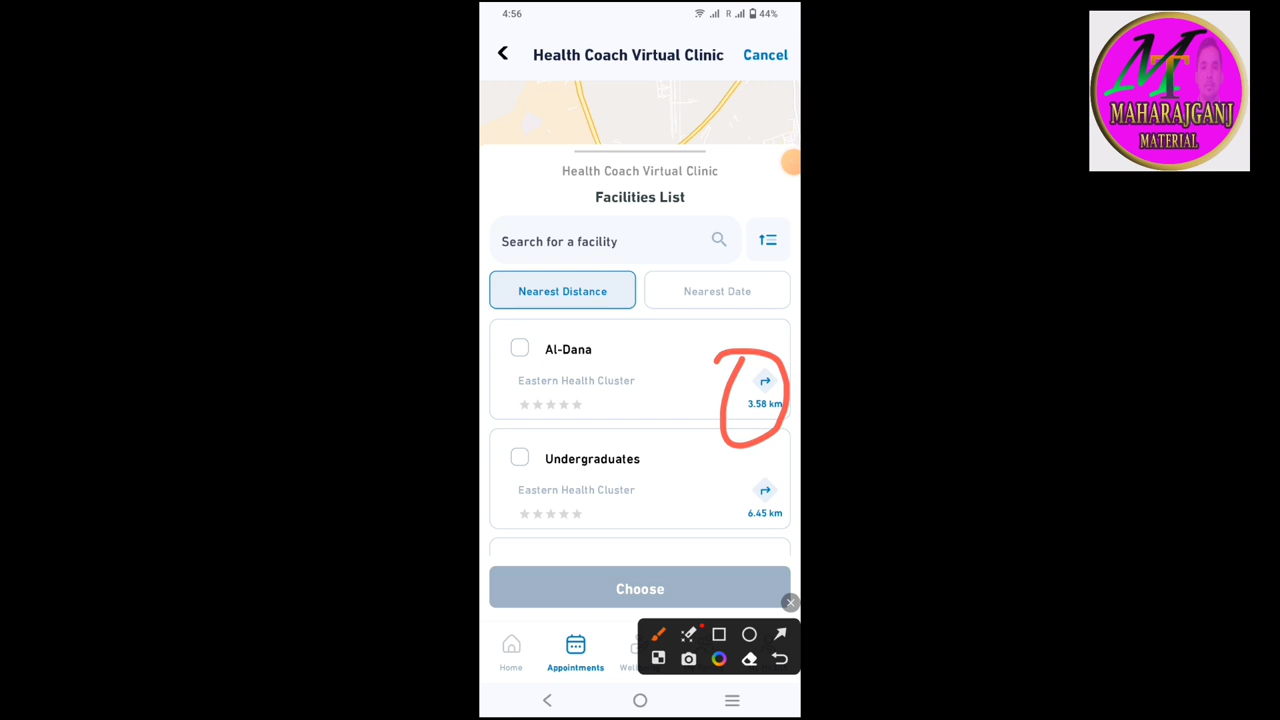 4:56
R
44%
Health Coach Virtual Clinic
Cancel
Health Coach Virtual Clinic
Facilities List
Search for a facility
Nearest Distance
Nearest Date
Al-Dana
Eastern Health Cluster
3.58 km
Undergraduates
Eastern Health Cluster
6.45 km
Choose
Home
Appointments
MT
MAHARAJGANJ
MATERIAL